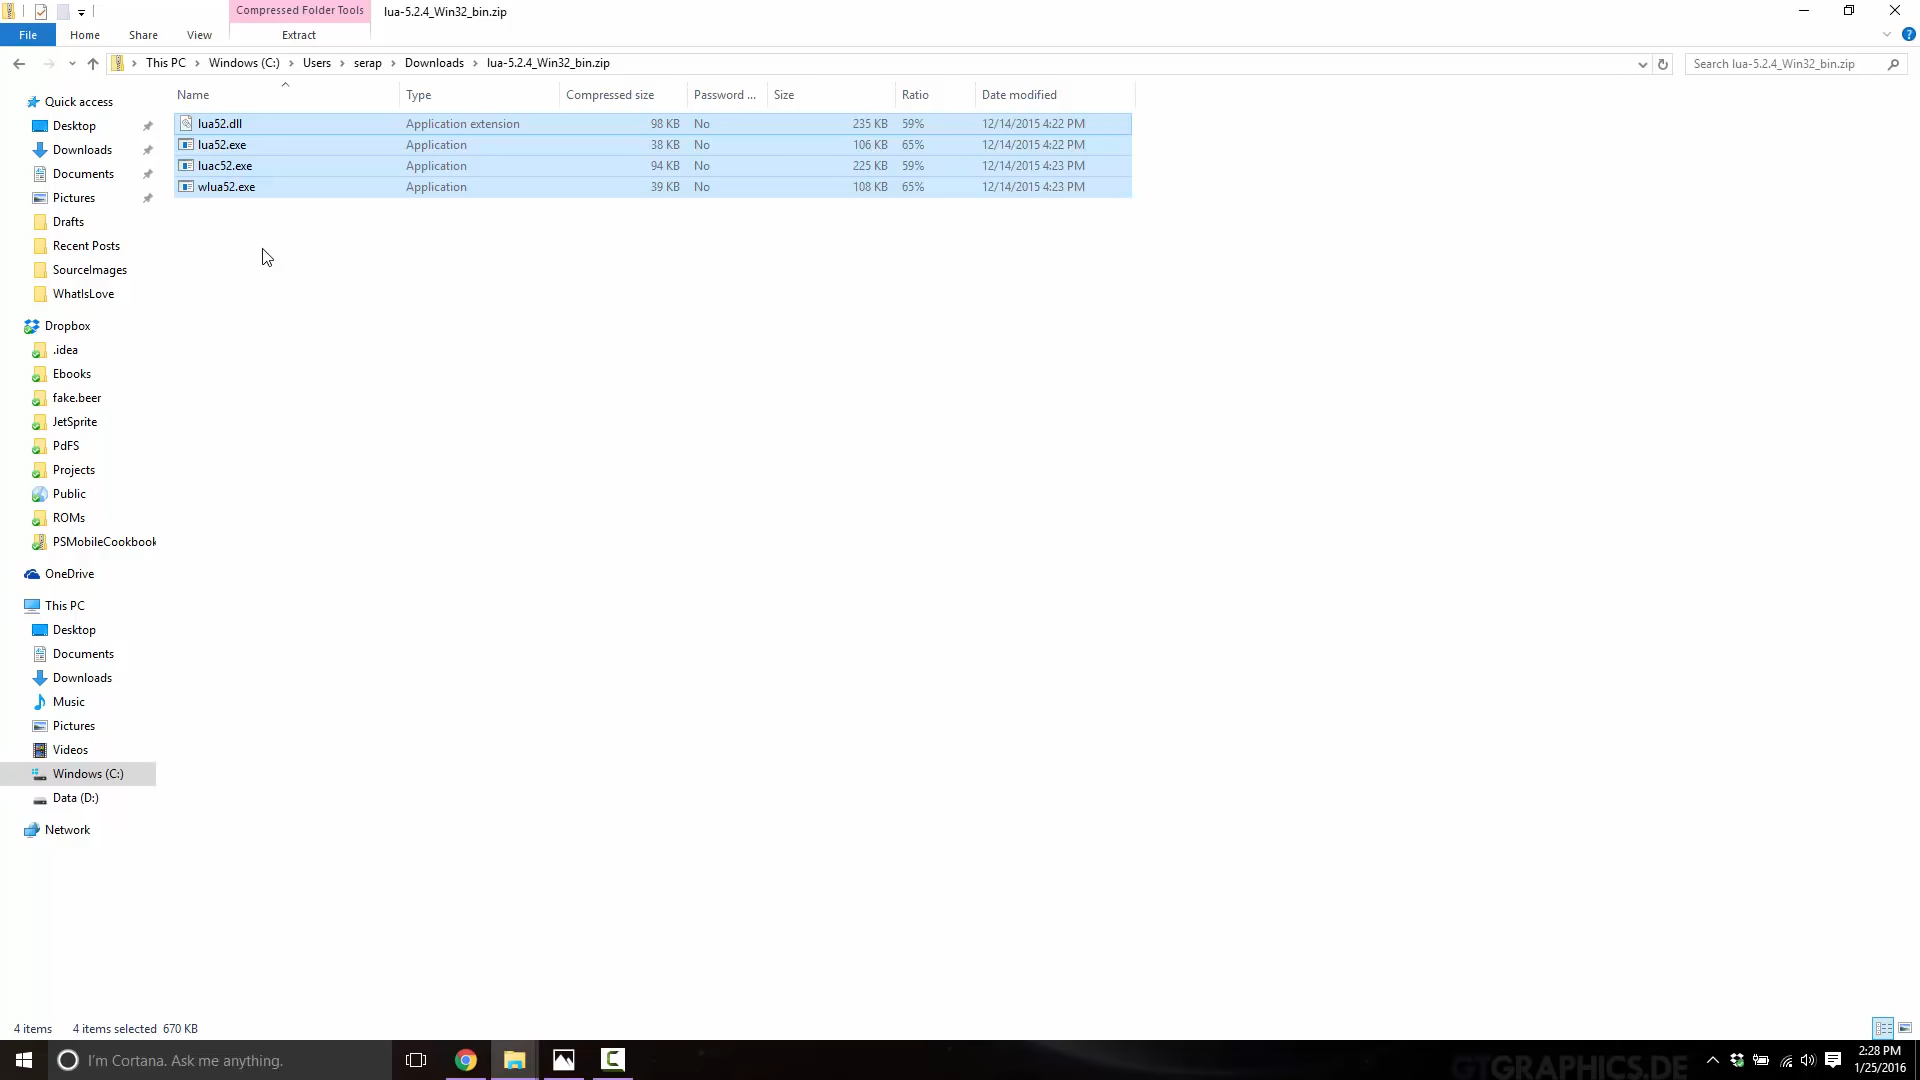 Compressed Folder Tools
lua-5.2.4_Win32_bin.zip
File
Home
Share
View
Extract
This PC
Windows (C:)
Users
serap
Downloads
lua-5.2.4_Win32_bin.zip
Search lua-5.2.4_Win32_bin.zip
Name Type Compressed size Password ... Size Ratio Date modified
lua52.dll Application extension 98 KB No 235 KB 59% 12/14/2015 4:22 PM
lua52.exe Application 38 KB No 106 KB 65% 12/14/2015 4:22 PM
luac52.exe Application 94 KB No 225 KB 59% 12/14/2015 4:23 PM
wlua52.exe Application 39 KB No 108 KB 65% 12/14/2015 4:23 PM
Quick access
Desktop
Downloads
Documents
Pictures
Drafts
Recent Posts
SourceImages
WhatIsLove
Dropbox
.idea
Ebooks
fake.beer
JetSprite
PdFS
Projects
Public
ROMs
PSMobileCookbook
OneDrive
This PC
Desktop
Documents
Downloads
Music
Pictures
Videos
Windows (C:)
Data (D:)
Network
4 items 4 items selected 670 KB
I'm Cortana. Ask me anything.
GTGRAPHICS.DE
2:28 PM
1/25/2016